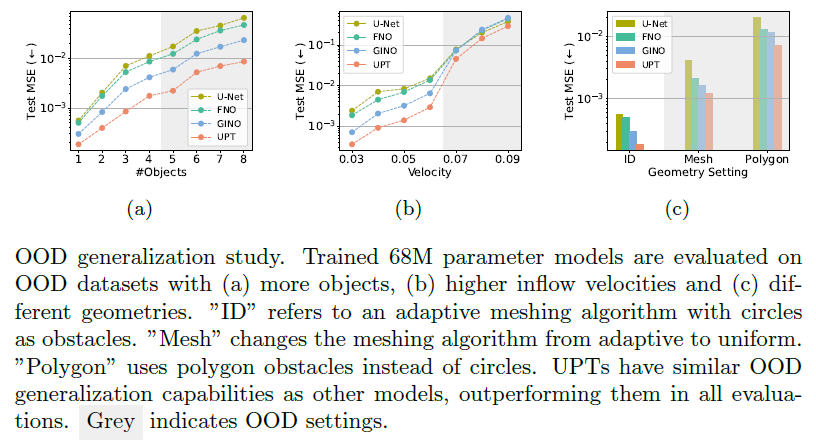 U-Net
FNO
GINO
UPT
Test MSE (←)
10⁻²
10⁻³
1 2 3 4 5 6 7 8
#Objects
(a)
U-Net
FNO
GINO
UPT
Test MSE (←)
10⁻¹
10⁻²
10⁻³
0.03 0.05 0.07 0.09
Velocity
(b)
U-Net
FNO
GINO
UPT
Test MSE (←)
10⁻²
10⁻³
ID Mesh Polygon
Geometry Setting
(c)
OOD generalization study. Trained 68M parameter models are evaluated on
OOD datasets with (a) more objects, (b) higher inflow velocities and (c) dif-
ferent geometries. ”ID” refers to an adaptive meshing algorithm with circles
as obstacles. ”Mesh” changes the meshing algorithm from adaptive to uniform.
”Polygon” uses polygon obstacles instead of circles. UPTs have similar OOD
generalization capabilities as other models, outperforming them in all evalua-
tions. Grey indicates OOD settings.